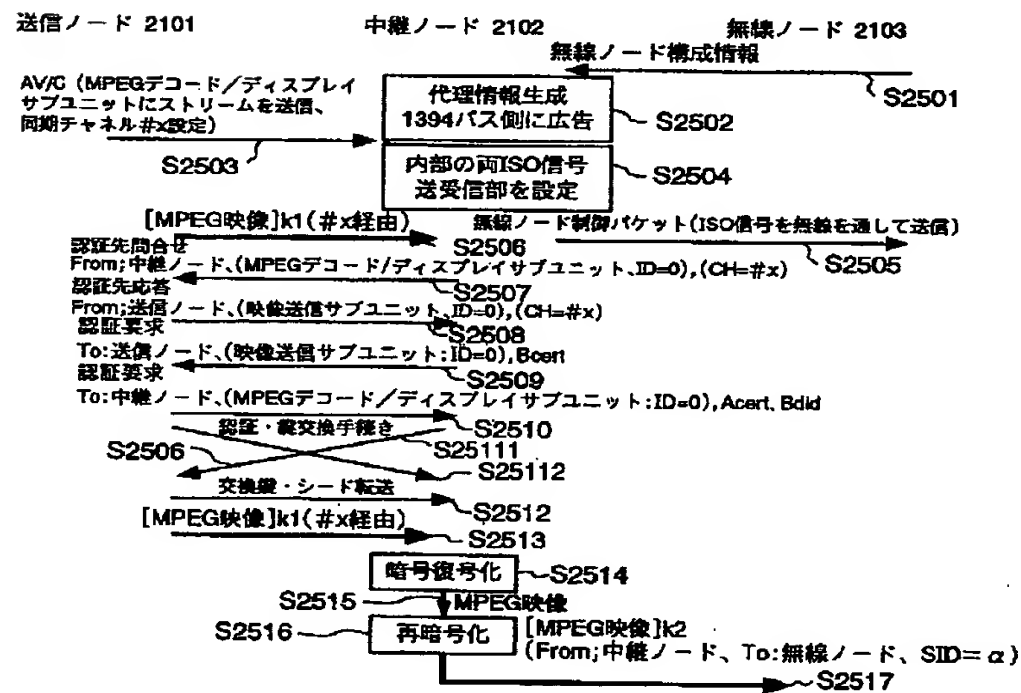 送信ノード 2101
中継ノード 2102
無線ノード 2103
無線ノード構成情報
S2501
AV/C (MPEGデコード／ディスプレイ
サブユニットにストリームを送信、
同期チャネル#x設定)
S2503
代理情報生成
1394バス側に広告
S2502
内部の両ISO信号
送受信部を設定
S2504
[MPEG映像]k1(#x経由)
S2506
無線ノード制御パケット(ISO信号を無線を通して送信)
S2505
認証先問合せ
From;中継ノード、(MPEGデコード/ディスプレイサブユニット、ID=0),(CH=#x)
S2507
認証先応答
From;送信ノード、(映像送信サブユニット、ID=0),(CH=#x)
S2508
認証要求
To:送信ノード、(映像送信サブユニット:ID=0),Bcert
S2509
認証要求
To:中継ノード、(MPEGデコード／ディスプレイサブユニット:ID=0),Acert、Bdid
S2510
認証・鍵交換手続き
S2506
S25111
S25112
交換鍵・シード転送
S2512
[MPEG映像]k1(#x経由)
S2513
暗号復号化
S2514
S2515
MPEG映像
S2516
再暗号化
[MPEG映像]k2
(From;中継ノード、To:無線ノード、SID=α)
S2517